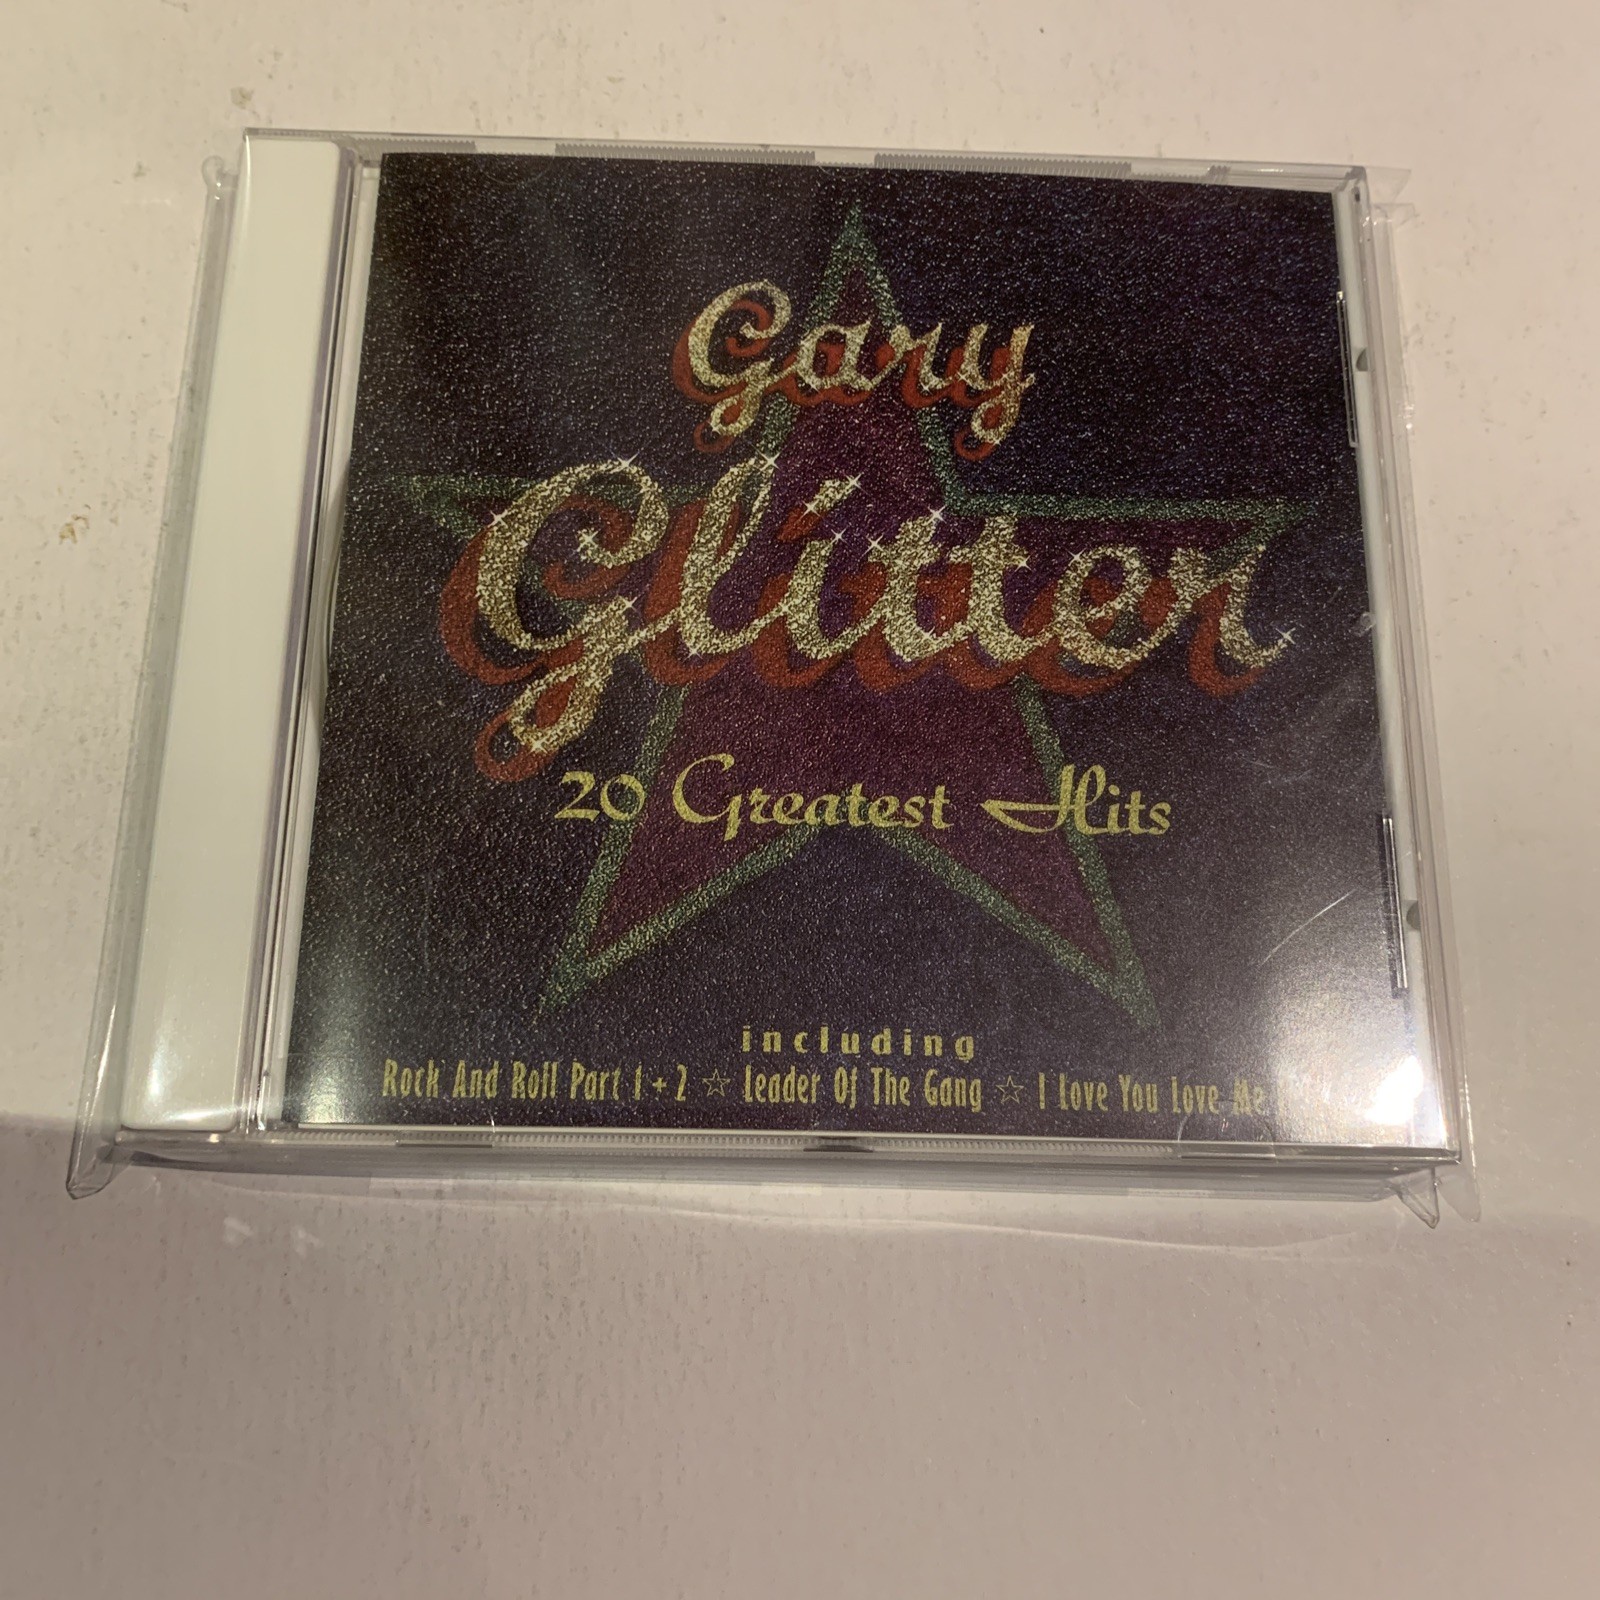 Gary
Glitter
20 Greatest Hits
including
Rock And Roll Part 1 + 2 ☆ Leader Of The Gang ☆ I Love You Love Me